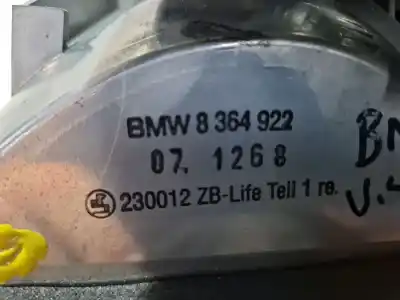 BMW 8 364 922
07. 1268
230012 ZB-Life Teil 1 re.